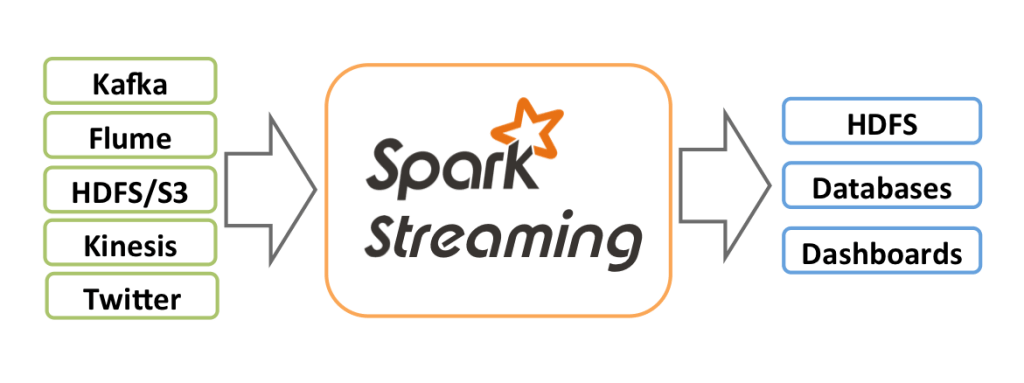 Kafka
Flume
HDFS/S3
Kinesis
Twitter
Spark
Streaming
HDFS
Databases
Dashboards